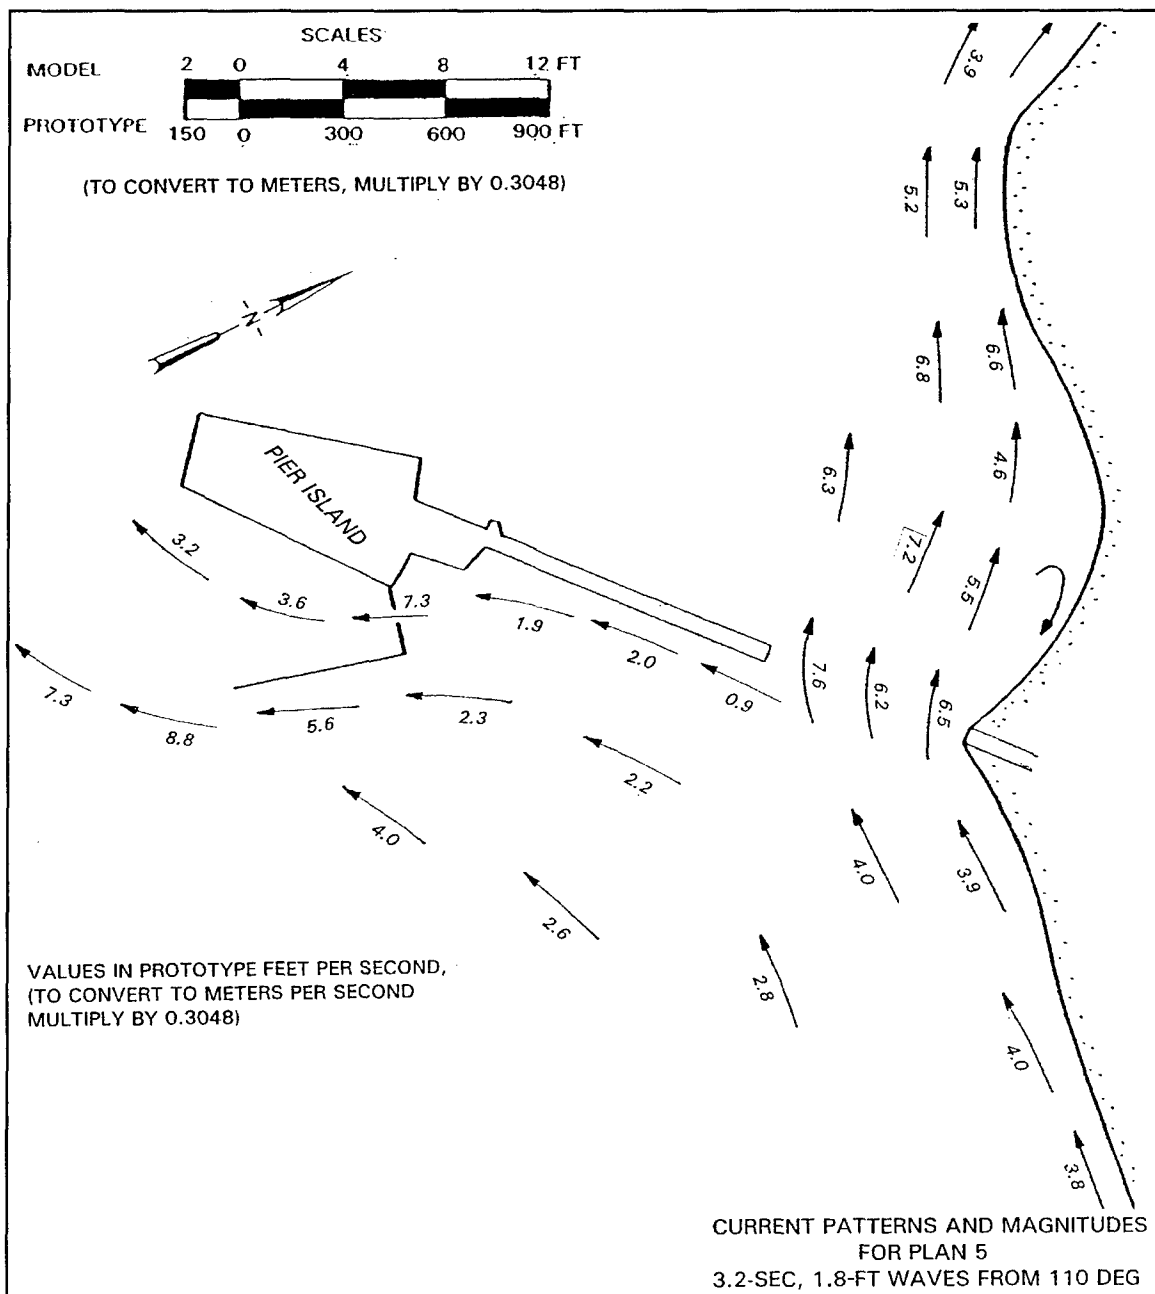 SCALES
MODEL 2 0 4 8 12 FT
PROTOTYPE 150 0 300 600 900 FT
(TO CONVERT TO METERS, MULTIPLY BY 0.3048)
-N-
PIER ISLAND
3.9
5.2
5.3
6.8
6.6
6.3
4.6
7.2
5.5
3.2
3.6
7.3
1.9
2.0
0.9
7.6
6.2
6.5
7.3
8.8
5.6
2.3
2.2
4.0
2.6
4.0
3.9
2.8
4.0
3.8
VALUES IN PROTOTYPE FEET PER SECOND,
(TO CONVERT TO METERS PER SECOND
MULTIPLY BY 0.3048)
CURRENT PATTERNS AND MAGNITUDES
FOR PLAN 5
3.2-SEC, 1.8-FT WAVES FROM 110 DEG